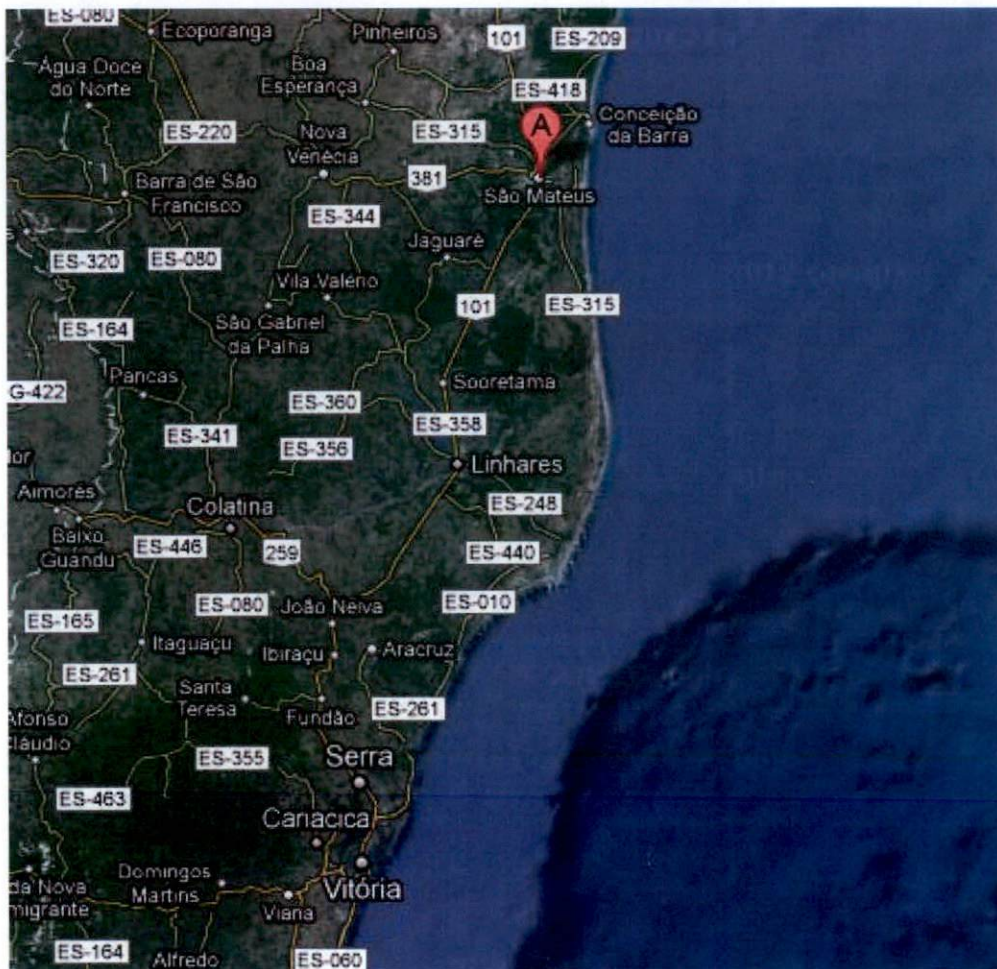 ES-080
Ecoporanga
Pinheiros
101
ES-209
Água Doce
do Norte
Boa
Esperança
ES-418
Conceição
da Barra
ES-220
Nova
Venécia
ES-315
A
381
São Mateus
Barra de São
Francisco
ES-344
ES-320
ES-080
Jaguaré
Vila Valério
101
ES-315
São Gabriel
da Palha
ES-164
Pancas
G-422
Sooretama
ES-360
ES-358
ES-341
ES-356
Linhares
lor
Aimorés
Colatina
ES-248
Baixo
Guandu
ES-446
259
ES-440
ES-080
João Neiva
ES-010
ES-165
Itaguaçu
Ibiraçu
Aracruz
ES-261
Santa
Teresa
Fundão
ES-261
Afonso
Cláudio
ES-355
Serra
ES-463
Cariacica
Domingos
Martins
Vitória
da Nova
migrante
Viana
ES-164
Alfredo
ES-060